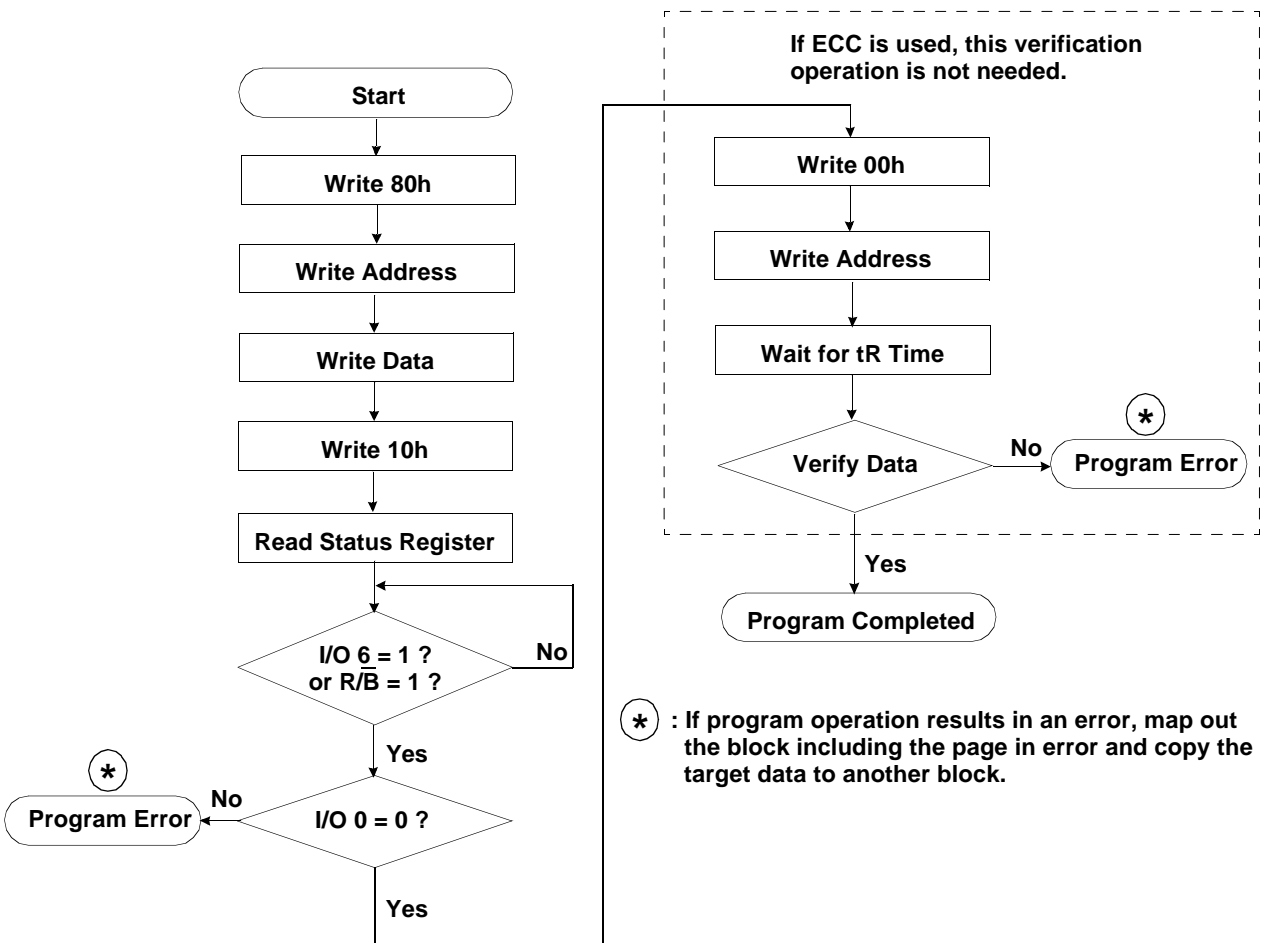 Start
Write 80h
Write Address
Write Data
Write 10h
Read Status Register
I/O 6 = 1 ?
or R/B̅ = 1 ?
No
Yes
*
No
Program Error
I/O 0 = 0 ?
Yes
If ECC is used, this verification
operation is not needed.
Write 00h
Write Address
Wait for tR Time
*
Verify Data
No
Program Error
Yes
Program Completed
* : If program operation results in an error, map out
the block including the page in error and copy the
target data to another block.